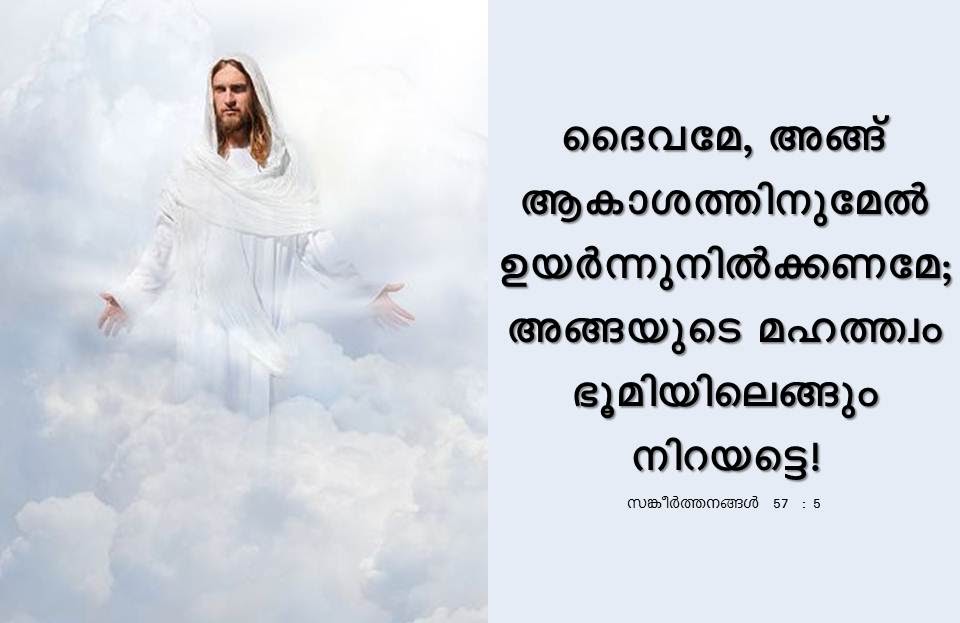 ദൈവമേ, അങ്ങ്
ആകാശത്തിനുമേൽ
ഉയർന്നുനിൽക്കണമേ;
അങ്ങയുടെ മഹത്ത്വം
ഭൂമിയിലെങ്ങും
നിറയട്ടെ!
സങ്കീർത്തനങ്ങൾ 57 : 5